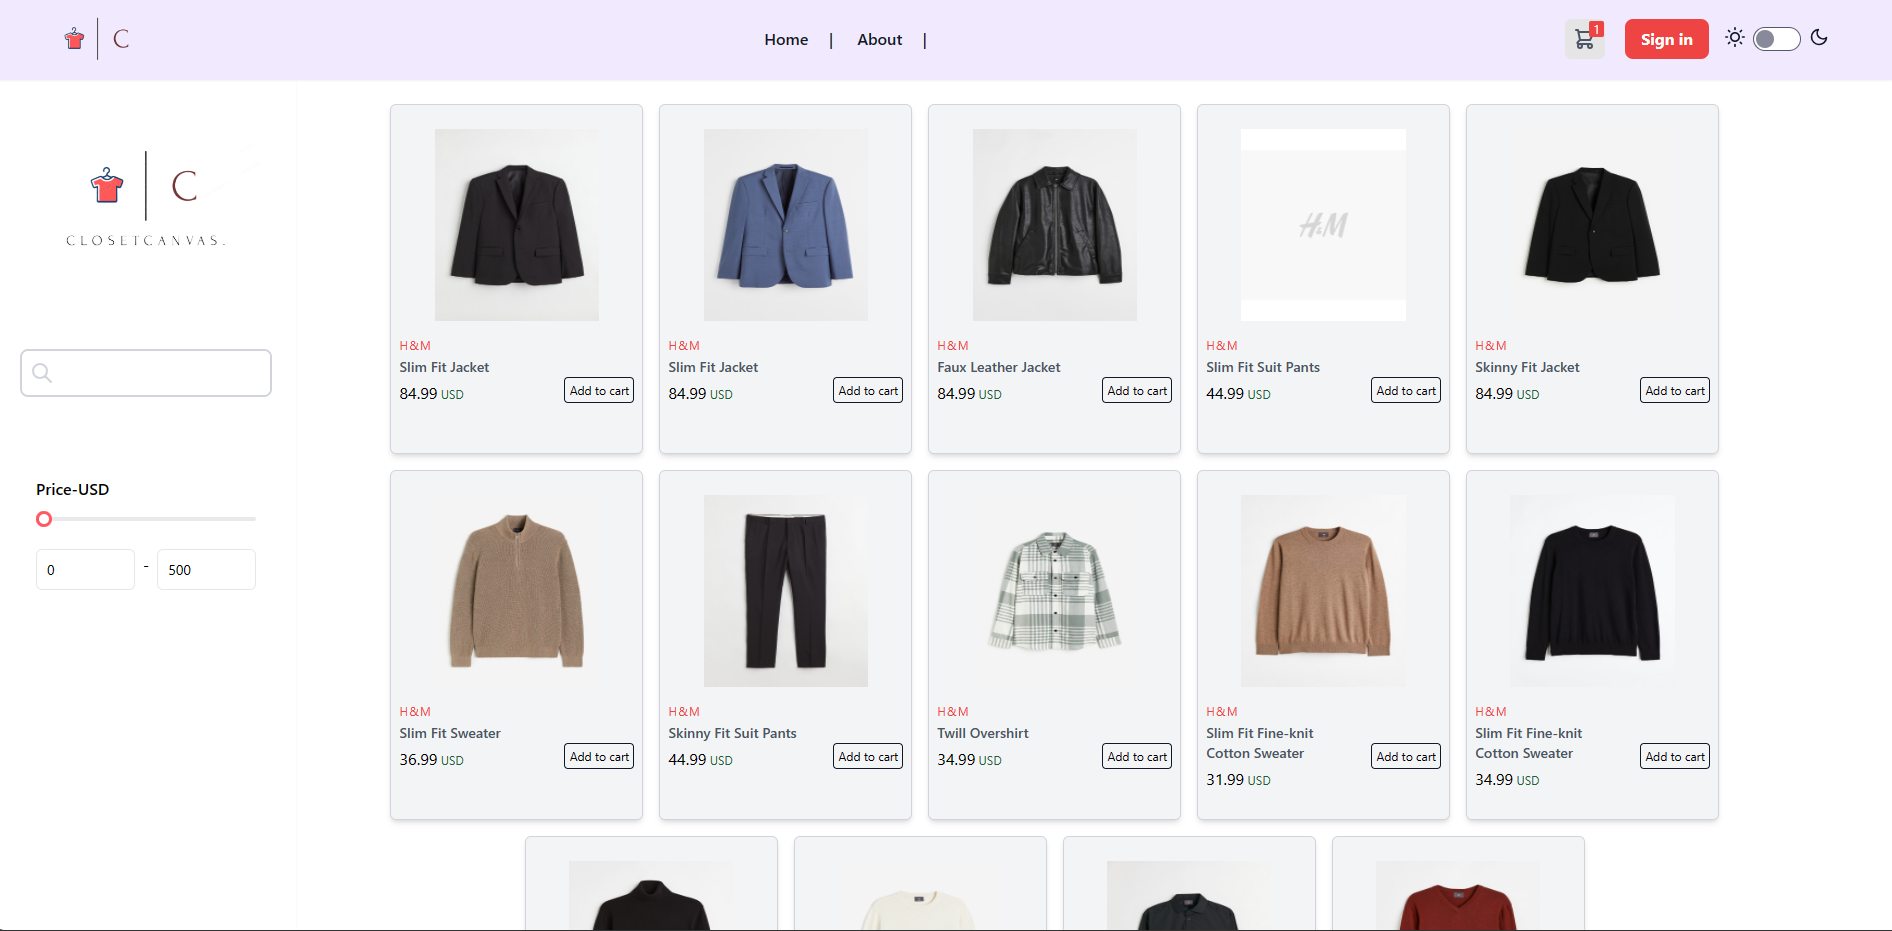 C
Home | About |
1
Sign in
C
CLOSETCANVAS.
Price-USD
0 - 500
H&M
H&M
Slim Fit Jacket
84.99 USD
Add to cart
H&M
Slim Fit Jacket
84.99 USD
Add to cart
H&M
Faux Leather Jacket
84.99 USD
Add to cart
H&M
Slim Fit Suit Pants
44.99 USD
Add to cart
H&M
Skinny Fit Jacket
84.99 USD
Add to cart
H&M
Slim Fit Sweater
36.99 USD
Add to cart
H&M
Skinny Fit Suit Pants
44.99 USD
Add to cart
H&M
Twill Overshirt
34.99 USD
Add to cart
H&M
Slim Fit Fine-knit
Cotton Sweater
31.99 USD
Add to cart
H&M
Slim Fit Fine-knit
Cotton Sweater
34.99 USD
Add to cart